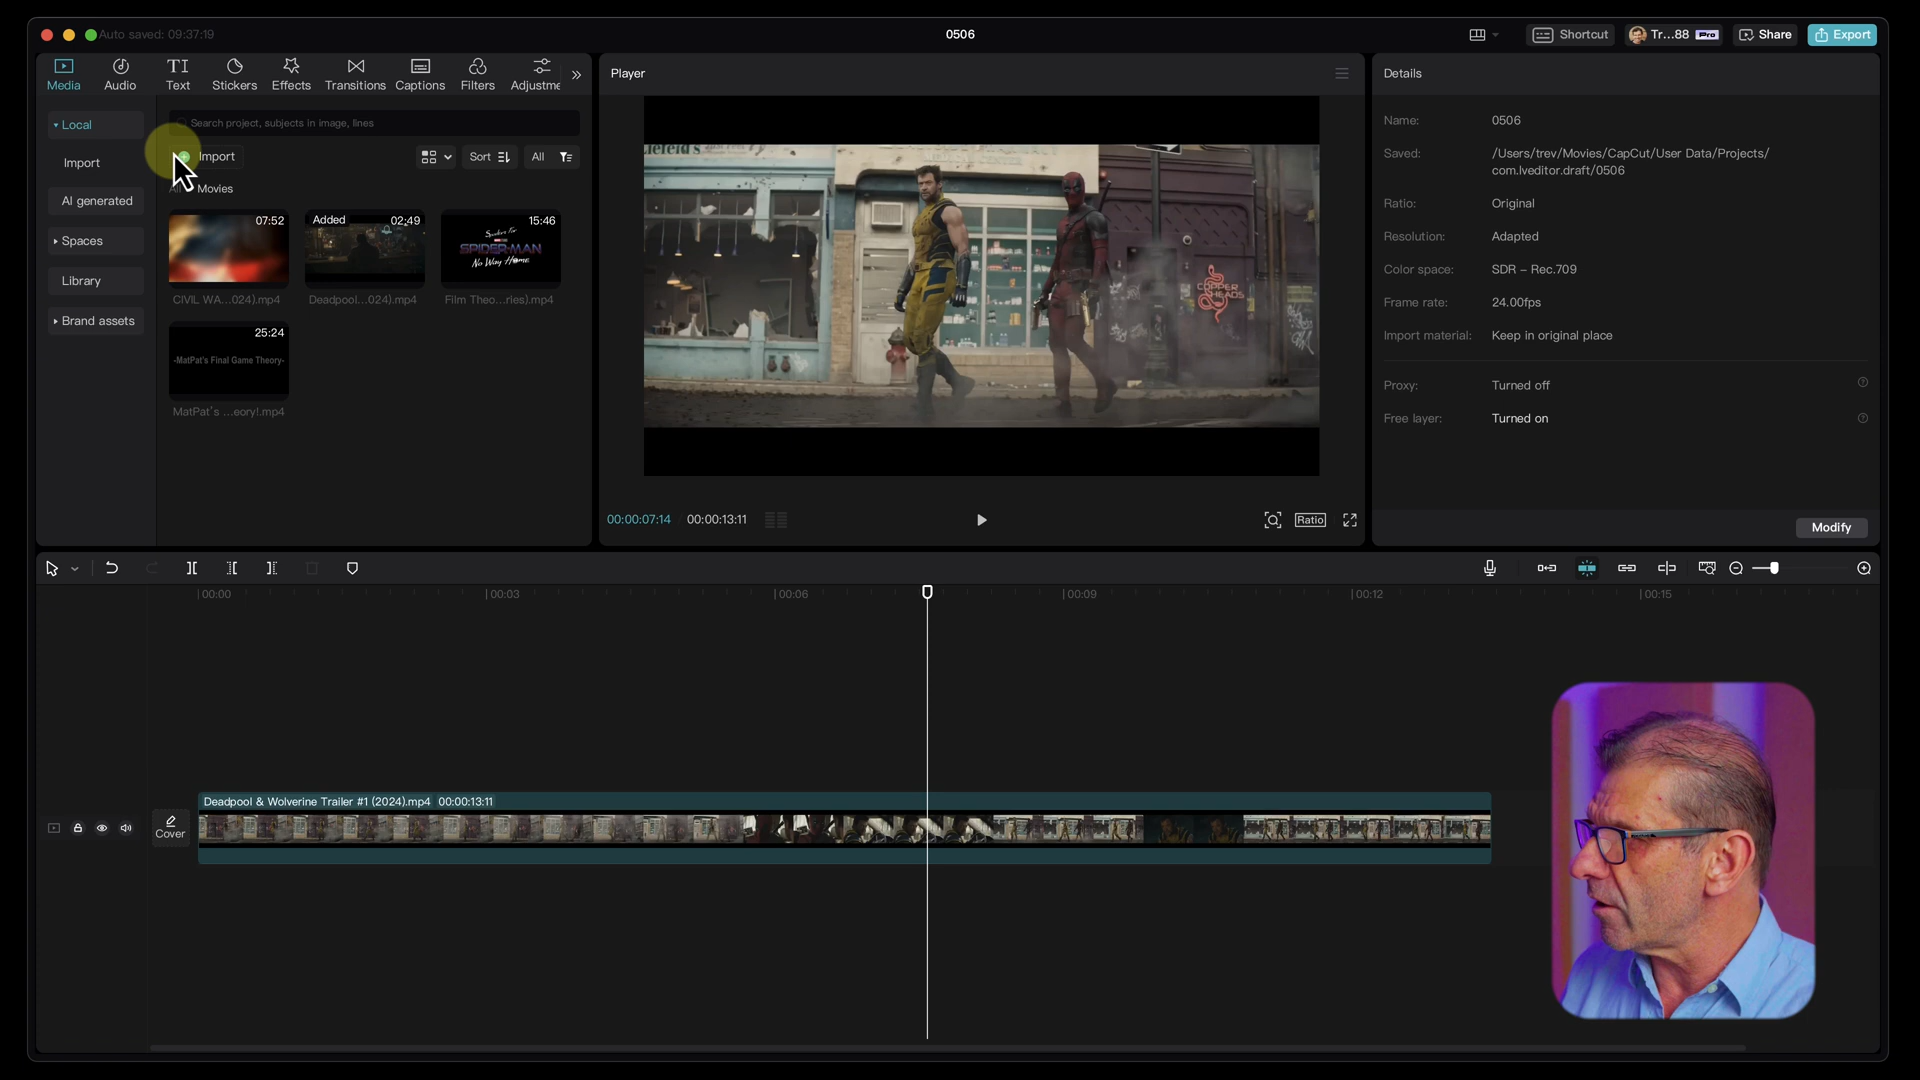 Auto saved: 09:37:19
0506
Shortcut
Tr...88 Pro
Share
Export
Media
Audio
Text
Stickers
Effects
Transitions
Captions
Filters
Adjustme
Player
Details
Local
Import
AI generated
Spaces
Library
Brand assets
Search project, subjects in image, lines
Import
Sort
All
Movies
07:52
CIVIL WA...024).mp4
Added 02:49
Deadpool...024).mp4
15:46
SPIDER-MAN
No Way Home
Film Theo...ries).mp4
25:24
-MatPat's Final Game Theory-
MatPat's ...eory!.mp4
COPPER
HEADS
00:00:07:14
00:00:13:11
Ratio
Name: 0506
Saved: /Users/trev/Movies/CapCut/User Data/Projects/
com.lveditor.draft/0506
Ratio: Original
Resolution: Adapted
Color space: SDR – Rec.709
Frame rate: 24.00fps
Import material: Keep in original place
Proxy: Turned off
Free layer: Turned on
Modify
00:00
00:03
00:06
00:09
00:12
00:15
Cover
Deadpool & Wolverine Trailer #1 (2024).mp4 00:00:13:11